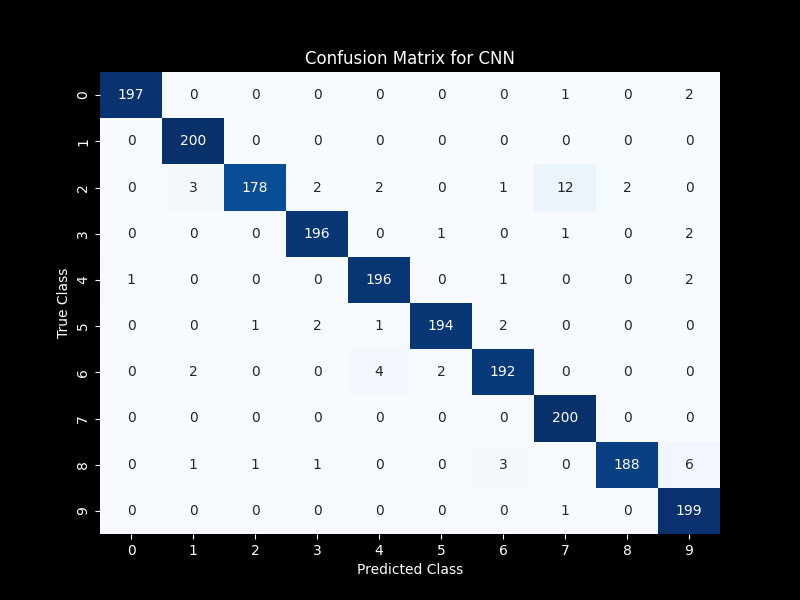 Confusion Matrix for CNN
0 197 0 0 0 0 0 0 1 0 2
1 0 200 0 0 0 0 0 0 0 0
2 0 3 178 2 2 0 1 12 2 0
3 0 0 0 196 0 1 0 1 0 2
4 1 0 0 0 196 0 1 0 0 2
5 0 0 1 2 1 194 2 0 0 0
6 0 2 0 0 4 2 192 0 0 0
7 0 0 0 0 0 0 0 200 0 0
8 0 1 1 1 0 0 3 0 188 6
9 0 0 0 0 0 0 0 1 0 199
True Class
0 1 2 3 4 5 6 7 8 9
Predicted Class